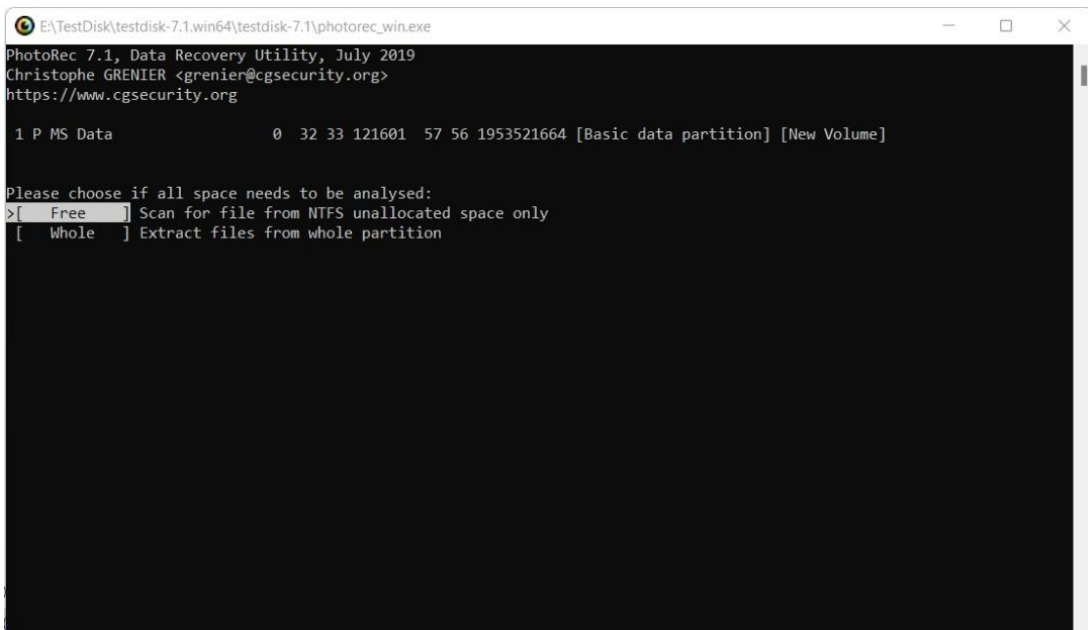 E:\TestDisk\testdisk-7.1.win64\testdisk-7.1\photorec_win.exe
PhotoRec 7.1, Data Recovery Utility, July 2019
Christophe GRENIER <grenier@cgsecurity.org>
https://www.cgsecurity.org
1 P MS Data 0 32 33 121601 57 56 1953521664 [Basic data partition] [New Volume]
Please choose if all space needs to be analysed:
>[ Free ] Scan for file from NTFS unallocated space only
[ Whole ] Extract files from whole partition